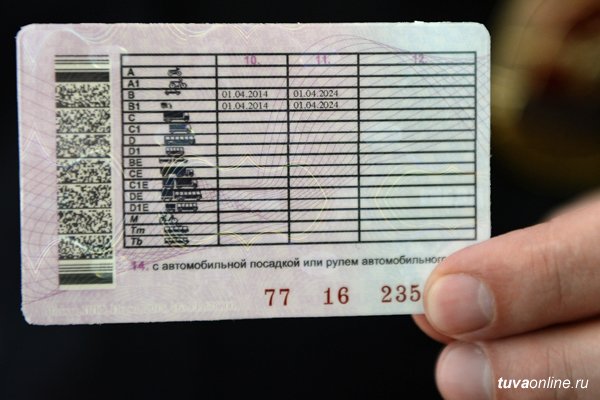 10. 11. 12.
A
A1
B 01.04.2014 01.04.2024
B1 01.04.2014 01.04.2024
C
C1
D
D1
BE
CE
C1E
DE
D1E
M
Tm
Tb
14. с автомобильной посадкой или рулем автомобильного
77 16 235
tuvaonline.ru